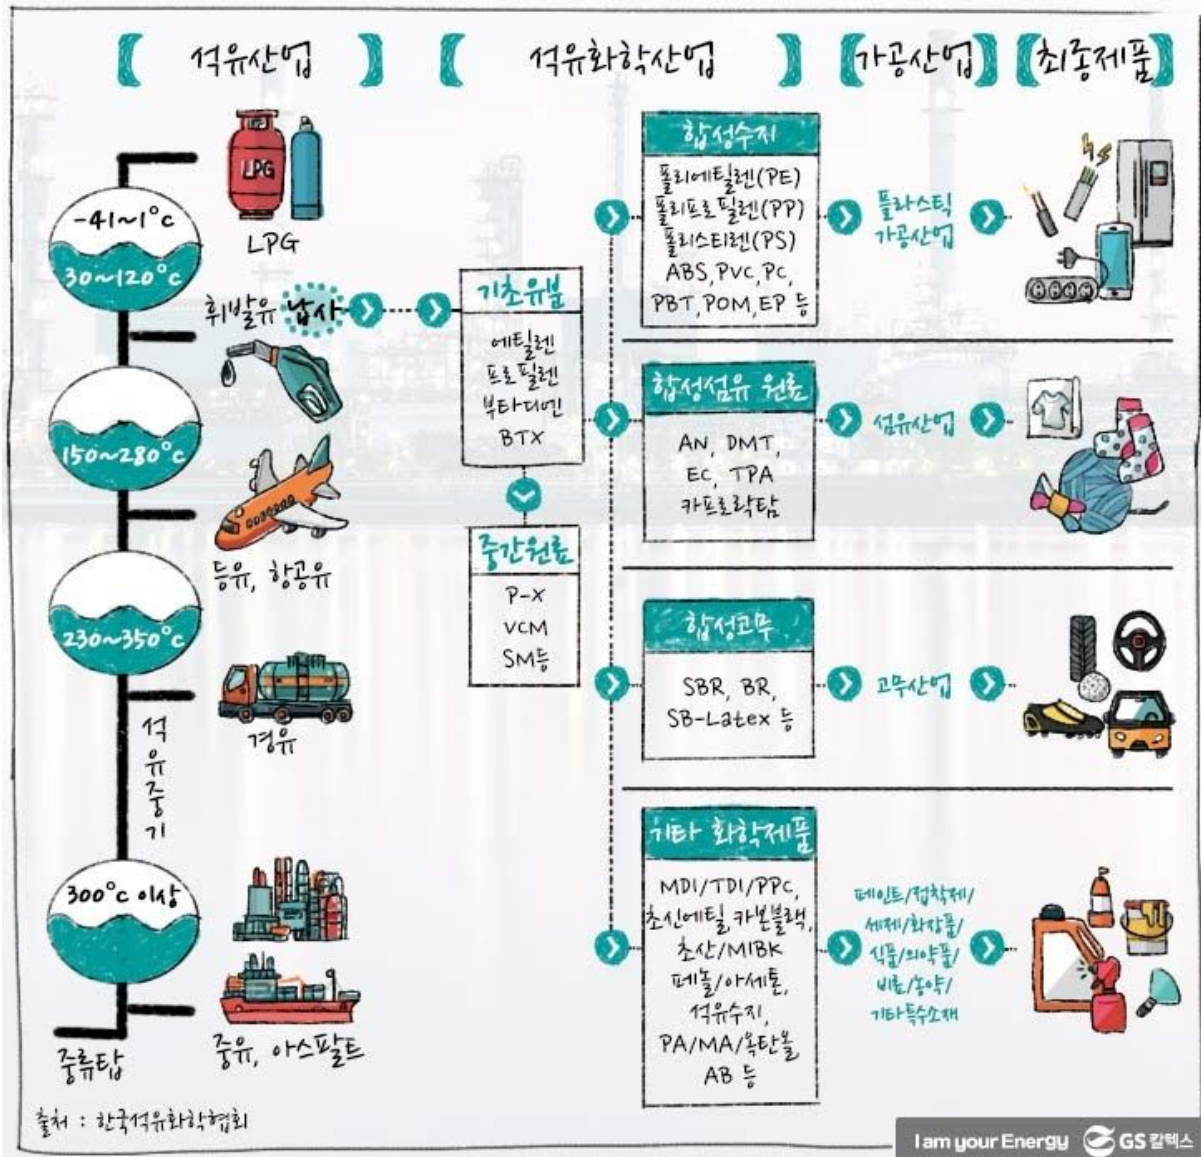 석유산업
석유화학산업
가공산업
최종제품
LPG
-41~1°c
30~120°c
LPG
휘발유 납사
150~280°c
등유, 항공유
230~350°c
경유
석유증기
300°c 이상
중유, 아스팔트
증류탑
기초유분
에틸렌
프로필렌
부타디엔
BTX
중간원료
P-X
VCM
SM등
합성수지
폴리에틸렌(PE)
폴리프로필렌(PP)
폴리스티렌(PS)
ABS, PVC, PC,
PBT, POM, EP 등
플라스틱
가공산업
합성섬유 원료
AN, DMT,
EC, TPA
카프로락탐
섬유산업
합성고무
SBR, BR,
SB-Latex 등
고무산업
기타 화학제품
MDI/TDI/PPC,
초신에틸,카본블랙,
초산/MIBK
페놀/아세톤,
석유수지,
PA/MA/옥탄올
AB 등
페인트/접착제/
세제/화장품/
식품/의약품/
비료/농약/
기타특수소재
출처 : 한국석유화학협회
I am your Energy GS 칼텍스